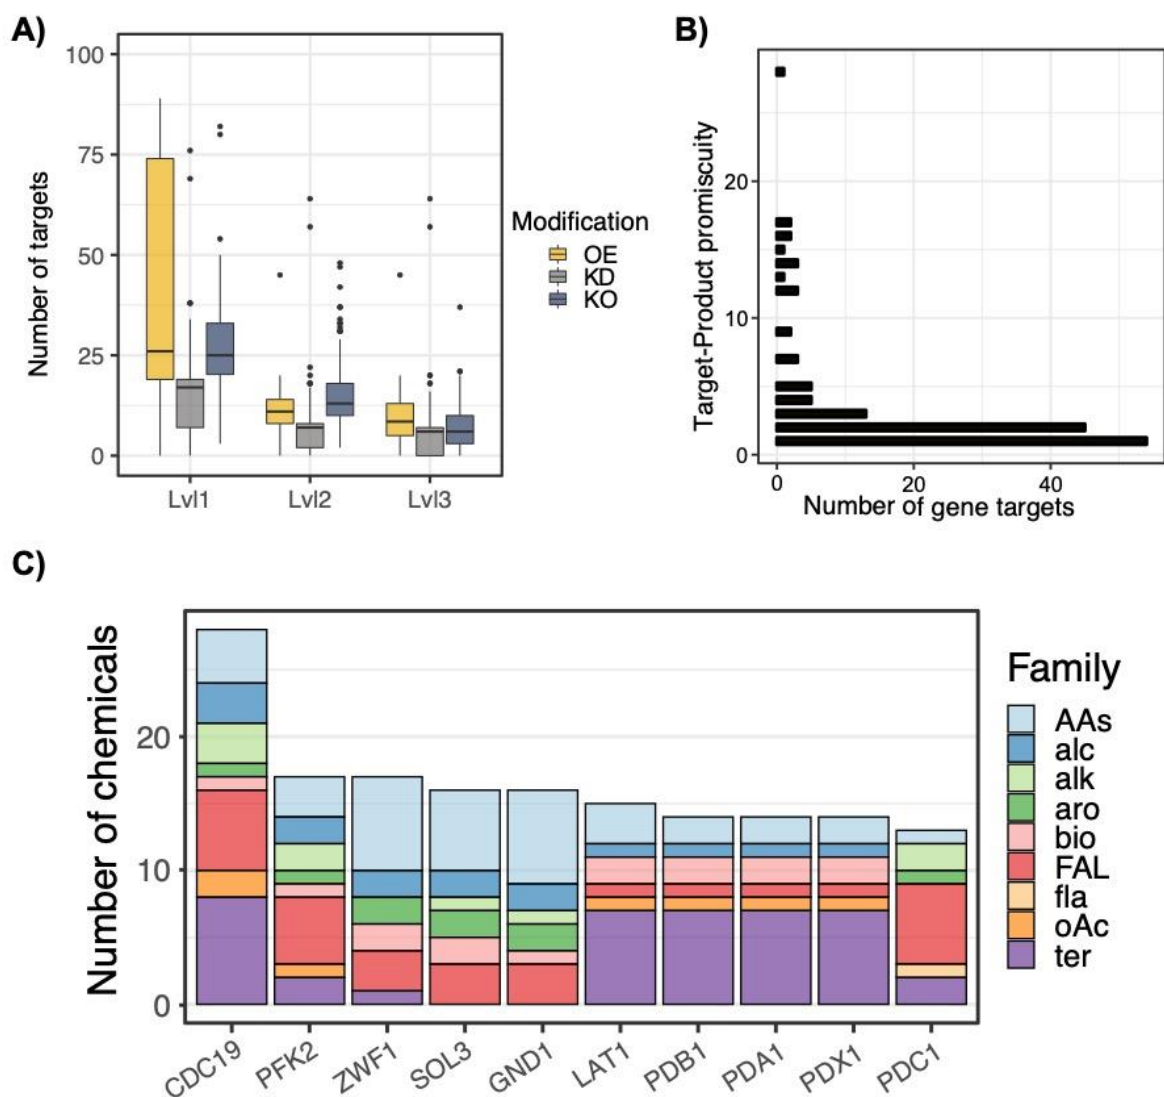 A)
Number of targets
100
75
50
25
0
Lvl1 Lvl2 Lvl3
Modification
OE
KD
KO
B)
Target-Product promiscuity
20
10
0
0 20 40
Number of gene targets
C)
Number of chemicals
20
10
0
CDC19 PFK2 ZWF1 SOL3 GND1 LAT1 PDB1 PDA1 PDX1 PDC1
Family
AAs
alc
alk
aro
bio
FAL
fla
oAc
ter